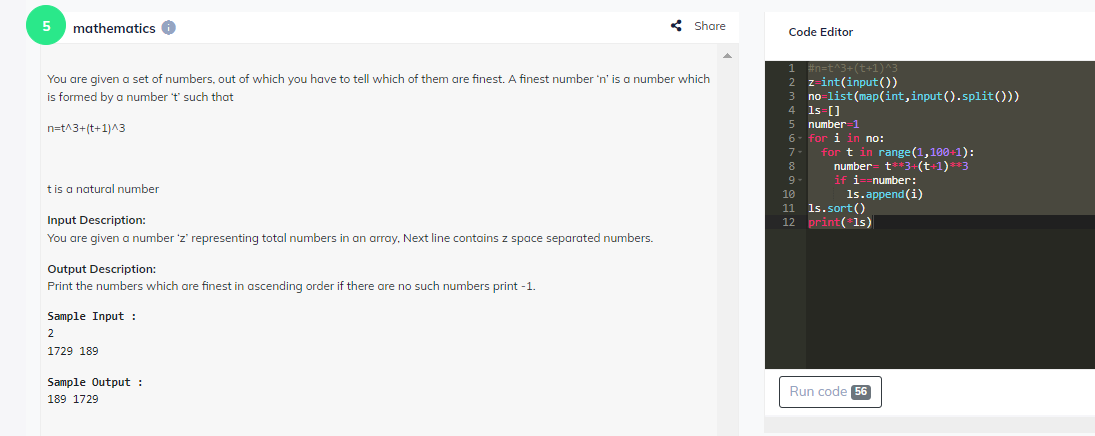 5
mathematics
Share
You are given a set of numbers, out of which you have to tell which of them are finest. A finest number ‘n’ is a number which
is formed by a number ‘t’ such that
n=t^3+(t+1)^3
t is a natural number
Input Description:
You are given a number ‘z’ representing total numbers in an array, Next line contains z space separated numbers.
Output Description:
Print the numbers which are finest in ascending order if there are no such numbers print -1.
Sample Input :
2
1729 189
Sample Output :
189 1729
Code Editor
1 #n=t^3+(t+1)^3
2 z=int(input())
3 no=list(map(int,input().split()))
4 ls=[]
5 number=1
6 for i in no:
7 for t in range(1,100+1):
8 number= t**3+(t+1)**3
9 if i==number:
10 ls.append(i)
11 ls.sort()
12 print(*ls)
Run code 56